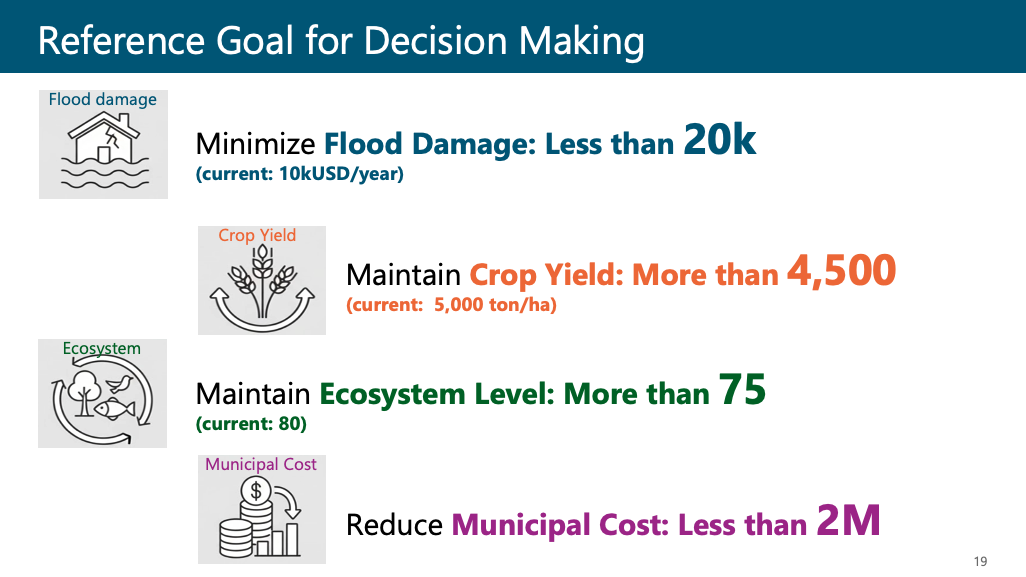 Reference Goal for Decision Making
Flood damage
Minimize Flood Damage: Less than 20k
(current: 10kUSD/year)
Crop Yield
Maintain Crop Yield: More than 4,500
(current:  5,000 ton/ha)
Ecosystem
Maintain Ecosystem Level: More than 75
(current: 80)
Municipal Cost
$
Reduce Municipal Cost: Less than 2M
19